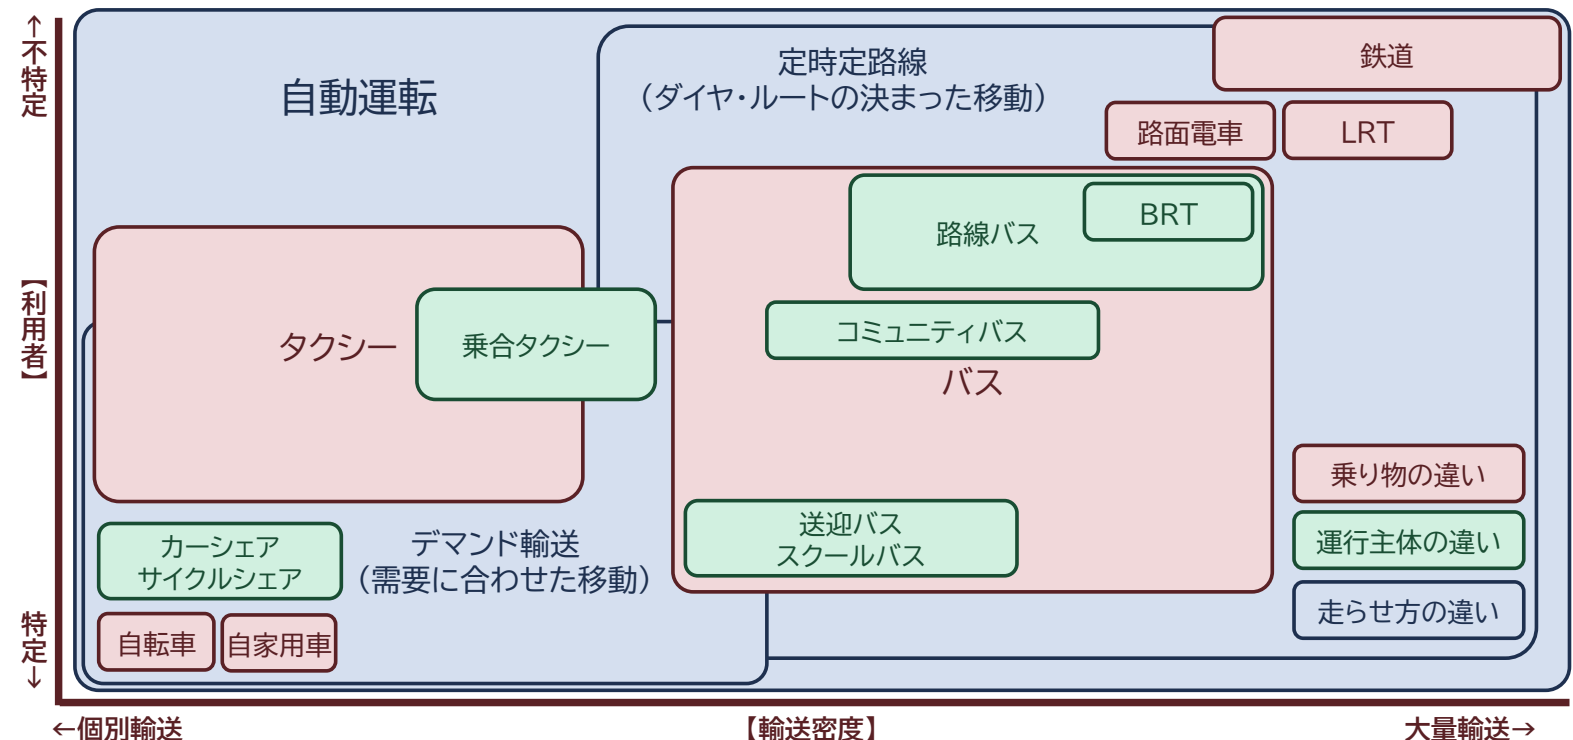 ↑不特定
【利用者】
特定↓
自動運転
定時定路線
（ダイヤ・ルートの決まった移動）
鉄道
路面電車
LRT
路線バス
BRT
タクシー
乗合タクシー
コミュニティバス
バス
カーシェア
サイクルシェア
デマンド輸送
（需要に合わせた移動）
送迎バス
スクールバス
自転車
自家用車
乗り物の違い
運行主体の違い
走らせ方の違い
←個別輸送
【輸送密度】
大量輸送→